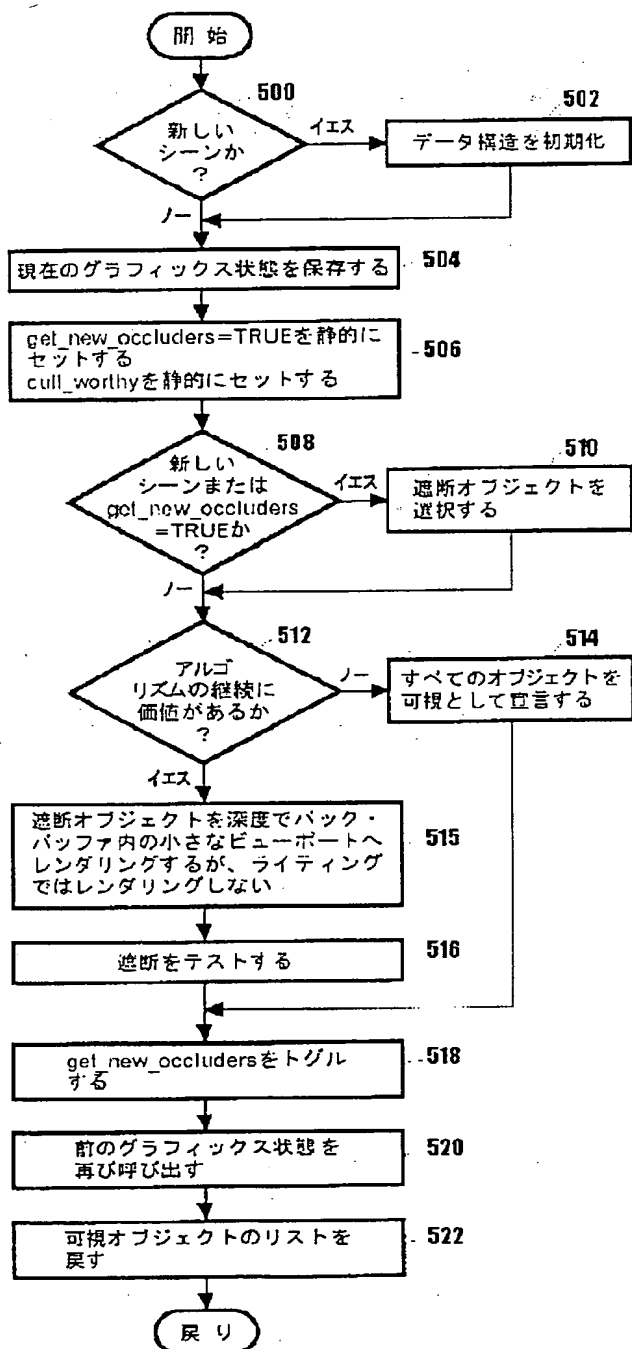 開始
500
新しい
シーンか
?
イエス
502
データ構造を初期化
ノー
現在のグラフィックス状態を保存する
504
get_new_occluders=TRUEを静的に
セットする
cull_worthyを静的にセットする
506
508
新しい
シーンまたは
get_new_occluders
=TRUEか
?
イエス
510
遮断オブジェクトを
選択する
ノー
512
アルゴ
リズムの継続に
価値があるか
?
ノー
514
すべてのオブジェクトを
可視として宣言する
イエス
遮断オブジェクトを深度でバック・
バッファ内の小さなビューポートへ
レンダリングするが、ライティング
ではレンダリングしない
515
遮断をテストする
516
get_new_occludersをトグル
する
518
前のグラフィックス状態を
再び呼び出す
520
可視オブジェクトのリストを
戻す
522
戻り